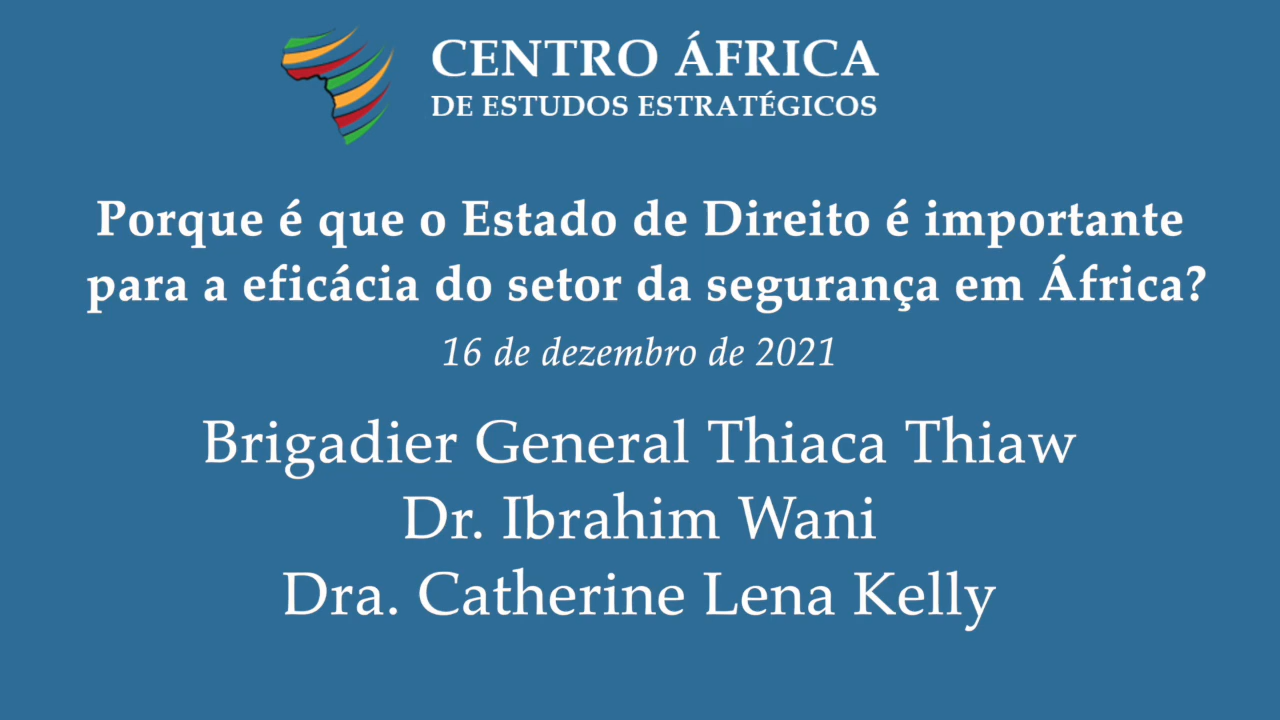 CENTRO ÁFRICA
DE ESTUDOS ESTRATÉGICOS
Porque é que o Estado de Direito é importante
para a eficácia do setor da segurança em África?
16 de dezembro de 2021
Brigadier General Thiaca Thiaw
Dr. Ibrahim Wani
Dra. Catherine Lena Kelly